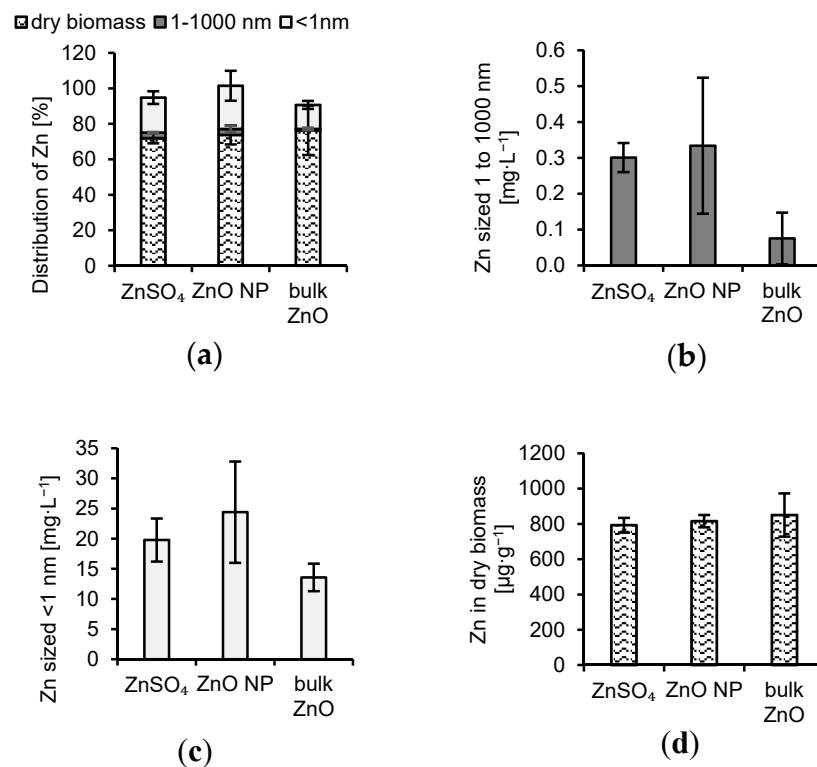 dry biomass 1-1000 nm <1nm
Distribution of Zn [%]
120
100
80
60
40
20
0
ZnSO₄ ZnO NP bulk
ZnO
(a)
Zn sized 1 to 1000 nm
[mg·L⁻¹]
0.6
0.5
0.4
0.3
0.2
0.1
0.0
ZnSO₄ ZnO NP bulk
ZnO
(b)
Zn sized <1 nm [mg·L⁻¹]
35
30
25
20
15
10
5
0
ZnSO₄ ZnO NP bulk
ZnO
(c)
Zn in dry biomass
[µg·g⁻¹]
1200
1000
800
600
400
200
0
ZnSO₄ ZnO NP bulk
ZnO
(d)